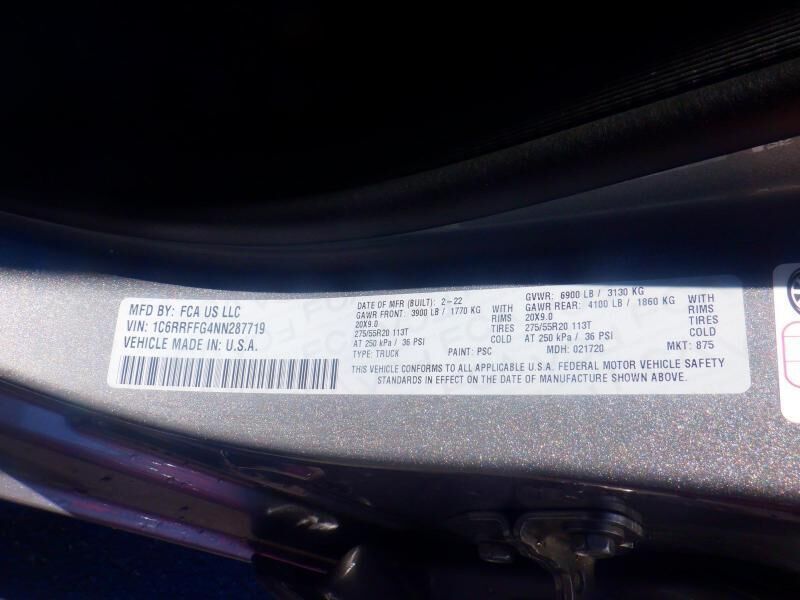 MFD BY: FCA US LLC
VIN: 1C6RRFFG4NN287719
VEHICLE MADE IN: U.S.A.
DATE OF MFR (BUILT): 2-22
GAWR FRONT: 3900 LB / 1770 KG WITH
20X9.0 RIMS
275/55R20 113T TIRES
AT 250 kPa / 36 PSI COLD
TYPE: TRUCK PAINT: PSC
GVWR: 6900 LB / 3130 KG
GAWR REAR: 4100 LB / 1860 KG WITH
20X9.0 RIMS
275/55R20 113T TIRES
AT 250 kPa / 36 PSI COLD
MDH: 021720 MKT: 875
THIS VEHICLE CONFORMS TO ALL APPLICABLE U.S.A. FEDERAL MOTOR VEHICLE SAFETY
STANDARDS IN EFFECT ON THE DATE OF MANUFACTURE SHOWN ABOVE.